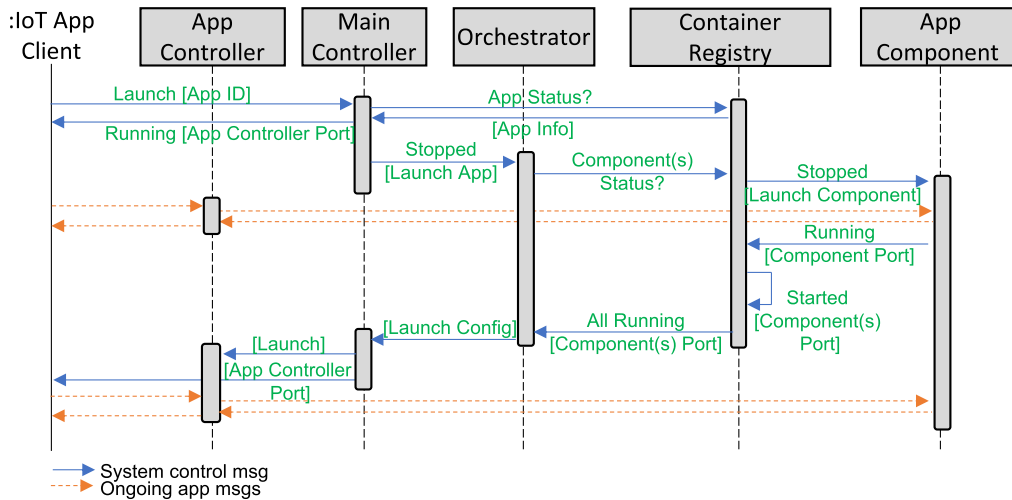 :IoT App
Client
App
Controller
Main
Controller
Orchestrator
Container
Registry
App
Component
Launch [App ID]
App Status?
Running [App Controller Port]
[App Info]
Stopped
[Launch App]
Component(s)
Status?
Stopped
[Launch Component]
Running
[Component Port]
Started
[Component(s)
Port]
All Running
[Component(s) Port]
[Launch Config]
[Launch]
[App Controller
Port]
System control msg
Ongoing app msgs